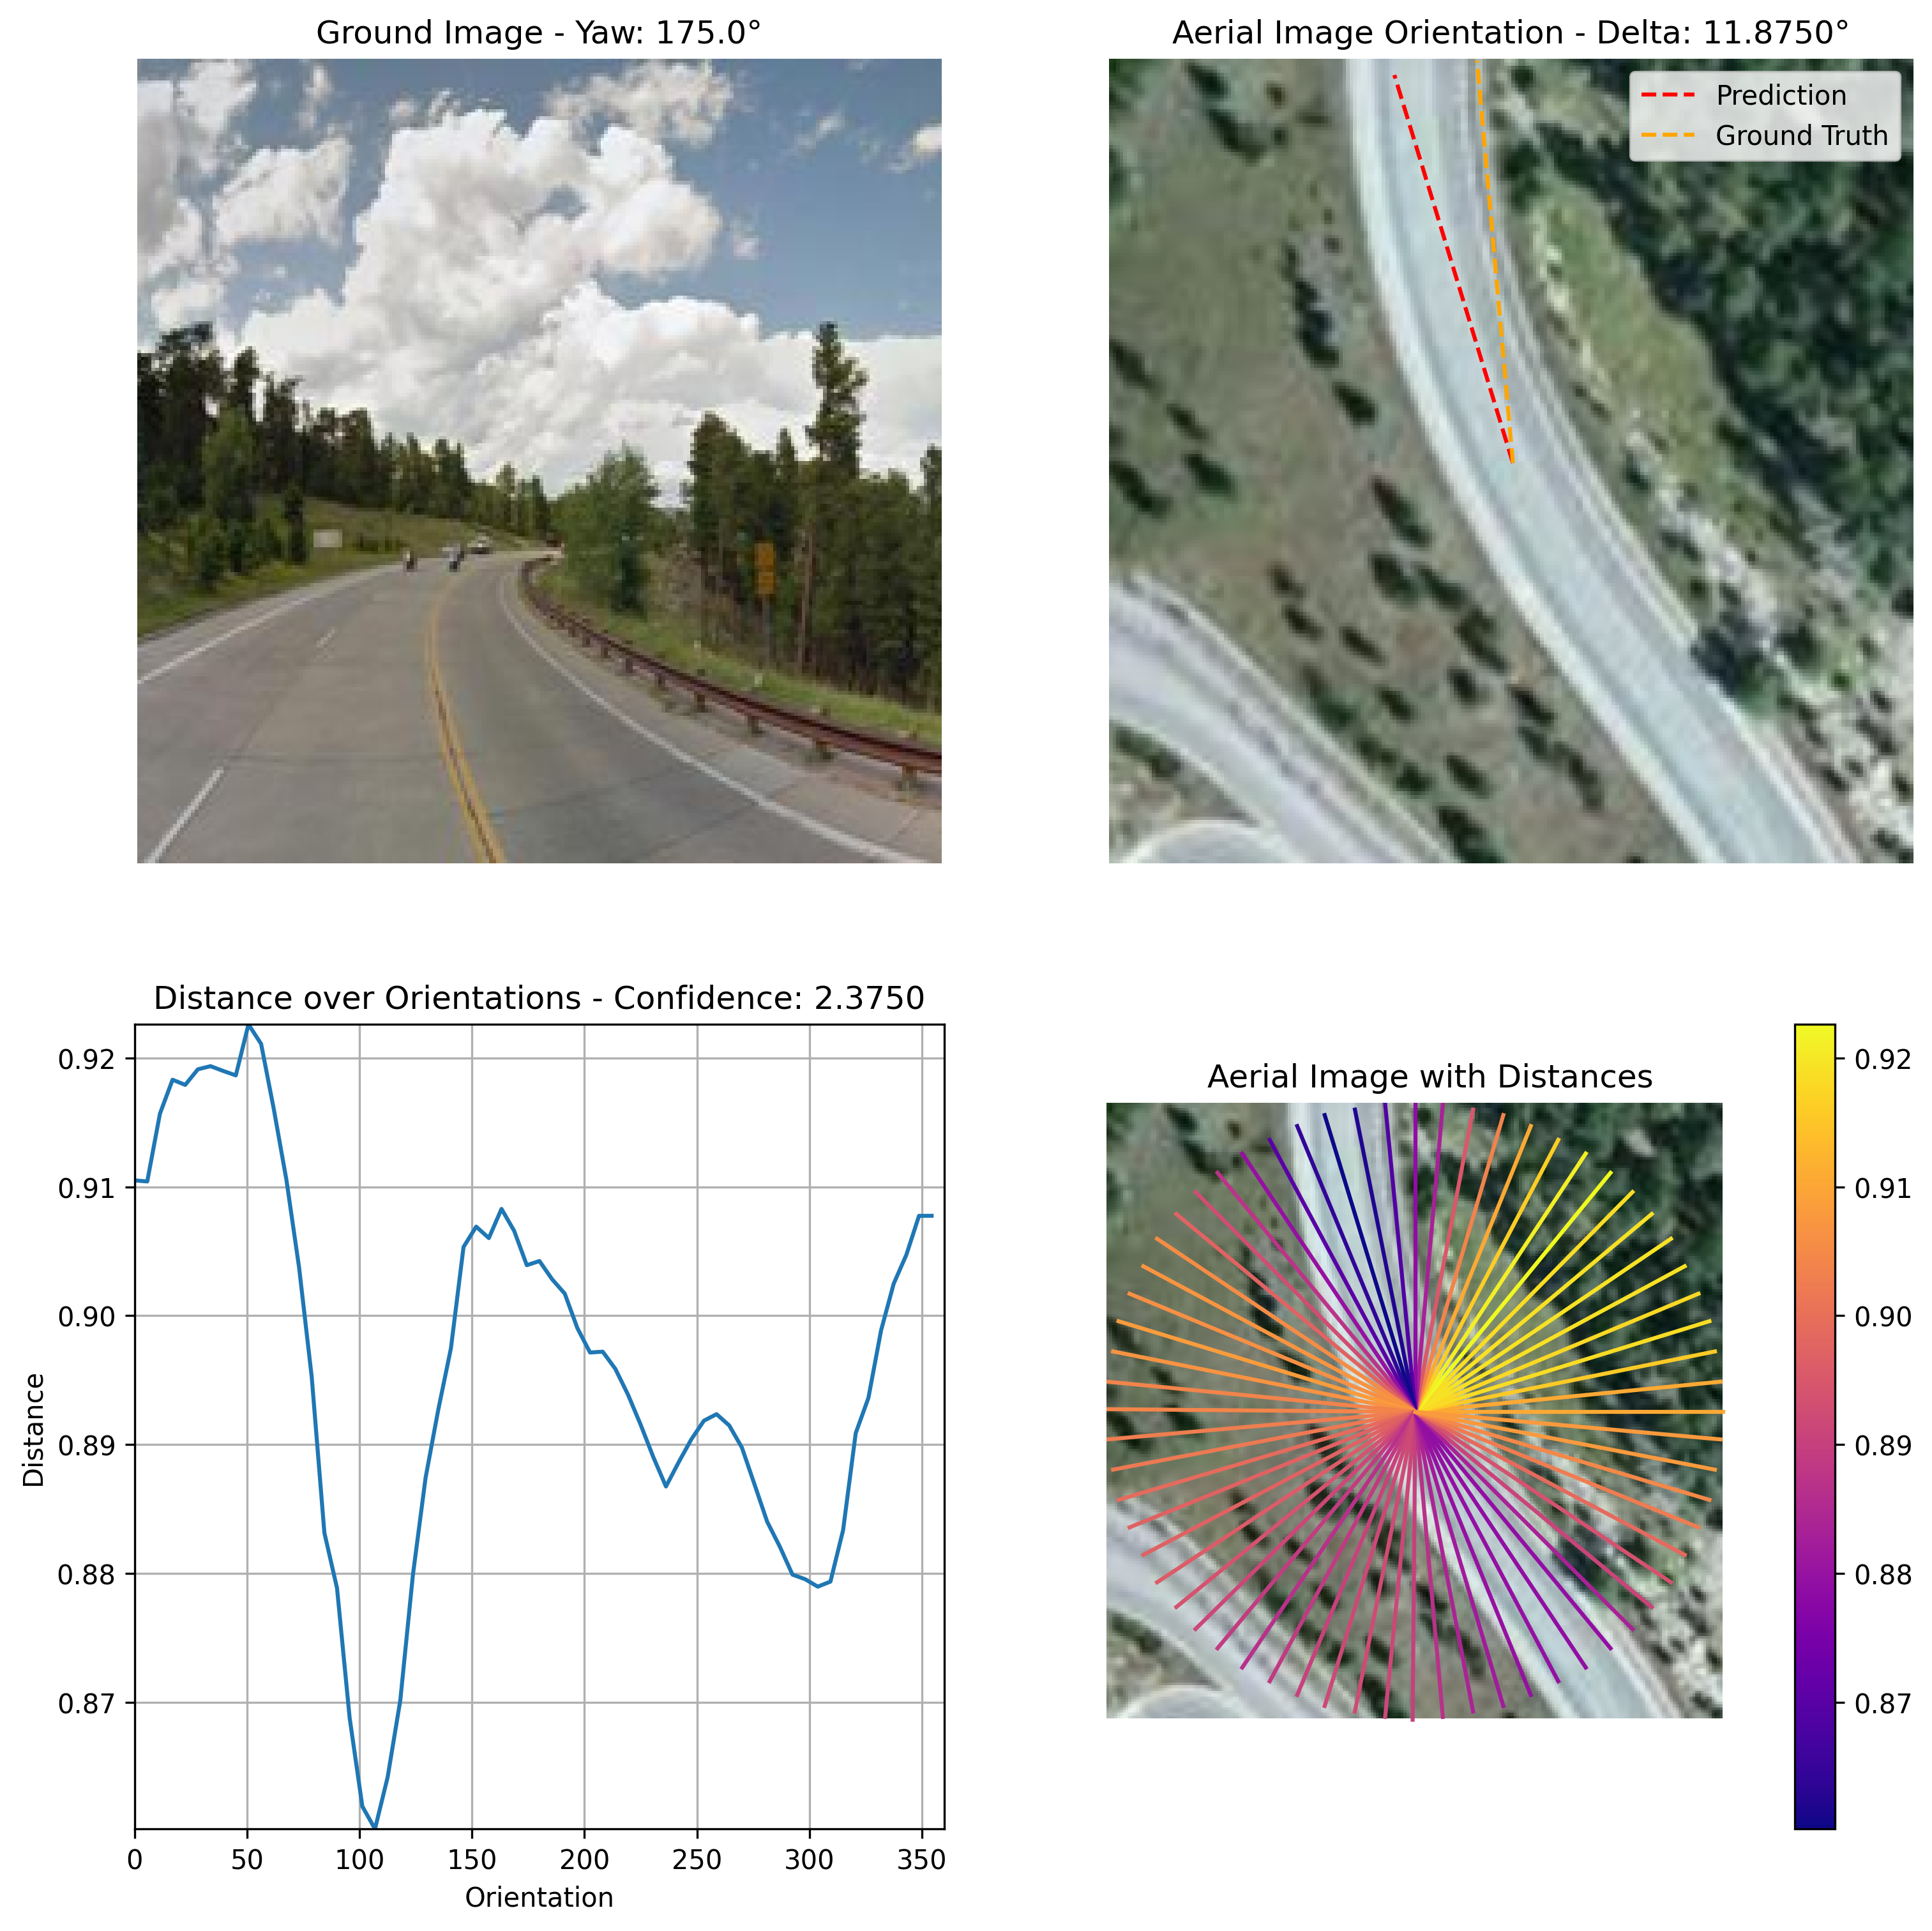 Ground Image - Yaw: 175.0°
Aerial Image Orientation - Delta: 11.8750°
Prediction
Ground Truth
Distance over Orientations - Confidence: 2.3750
0.92
0.91
0.90
0.89
0.88
0.87
Distance
0 50 100 150 200 250 300 350
Orientation
Aerial Image with Distances
0.92
0.91
0.90
0.89
0.88
0.87